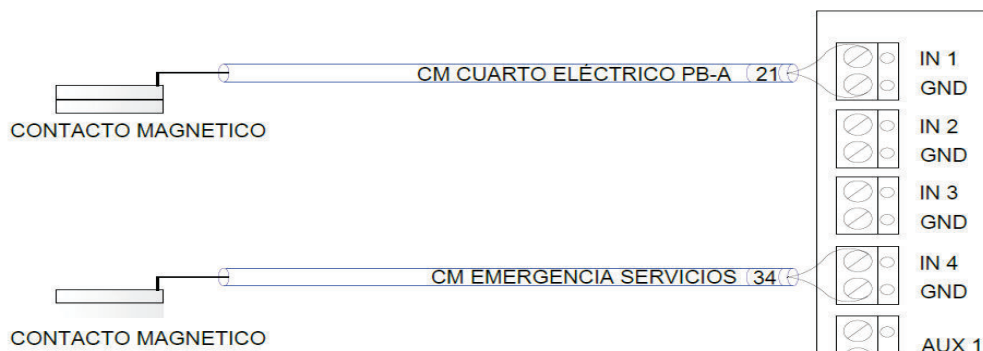 IN 1
CM CUARTO ELÉCTRICO PB-A 21
GND
CONTACTO MAGNETICO
IN 2
GND
IN 3
GND
IN 4
CM EMERGENCIA SERVICIOS 34
GND
CONTACTO MAGNETICO
AUX 1